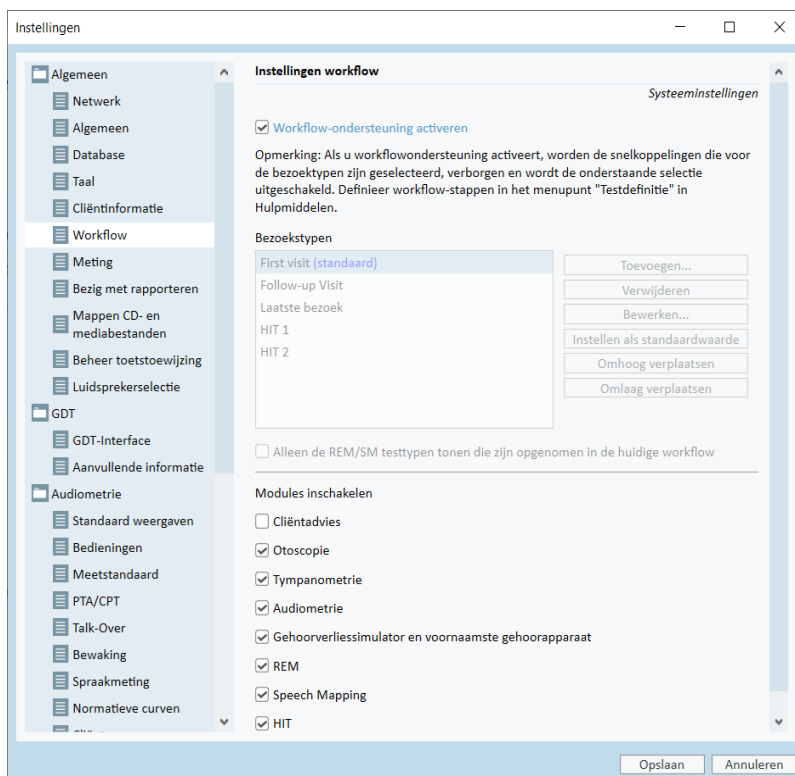 Instellingen
Algemeen
Netwerk
Algemeen
Database
Taal
Cliëntinformatie
Workflow
Meting
Bezig met rapporteren
Mappen CD- en
mediabestanden
Beheer toetstoewijzing
Luidsprekerselectie
GDT
GDT-Interface
Aanvullende informatie
Audiometrie
Standaard weergaven
Bedieningen
Meetstandaard
PTA/CPT
Talk-Over
Bewaking
Spraakmeting
Normatieve curven
Instellingen workflow
Systeeminstellingen
Workflow-ondersteuning activeren
Opmerking: Als u workflowondersteuning activeert, worden de snelkoppelingen die voor
de bezoektypen zijn geselecteerd, verborgen en wordt de onderstaande selectie
uitgeschakeld. Definieer workflow-stappen in het menupunt "Testdefinitie" in
Hulpmiddelen.
Bezoekstypen
First visit (standaard)
Follow-up Visit
Laatste bezoek
HIT 1
HIT 2
Toevoegen...
Verwijderen
Bewerken...
Instellen als standaardwaarde
Omhoog verplaatsen
Omlaag verplaatsen
Alleen de REM/SM testtypen tonen die zijn opgenomen in de huidige workflow
Modules inschakelen
Cliëntadvies
Otoscopie
Tympanometrie
Audiometrie
Gehoorverliessimulator en voornaamste gehoorapparaat
REM
Speech Mapping
HIT
Opslaan
Annuleren